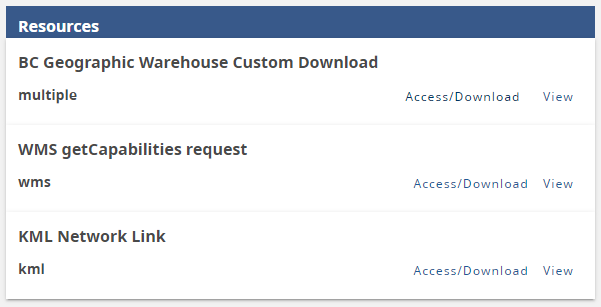 Resources
BC Geographic Warehouse Custom Download
multiple Access/Download View
WMS getCapabilities request
wms Access/Download View
KML Network Link
kml Access/Download View